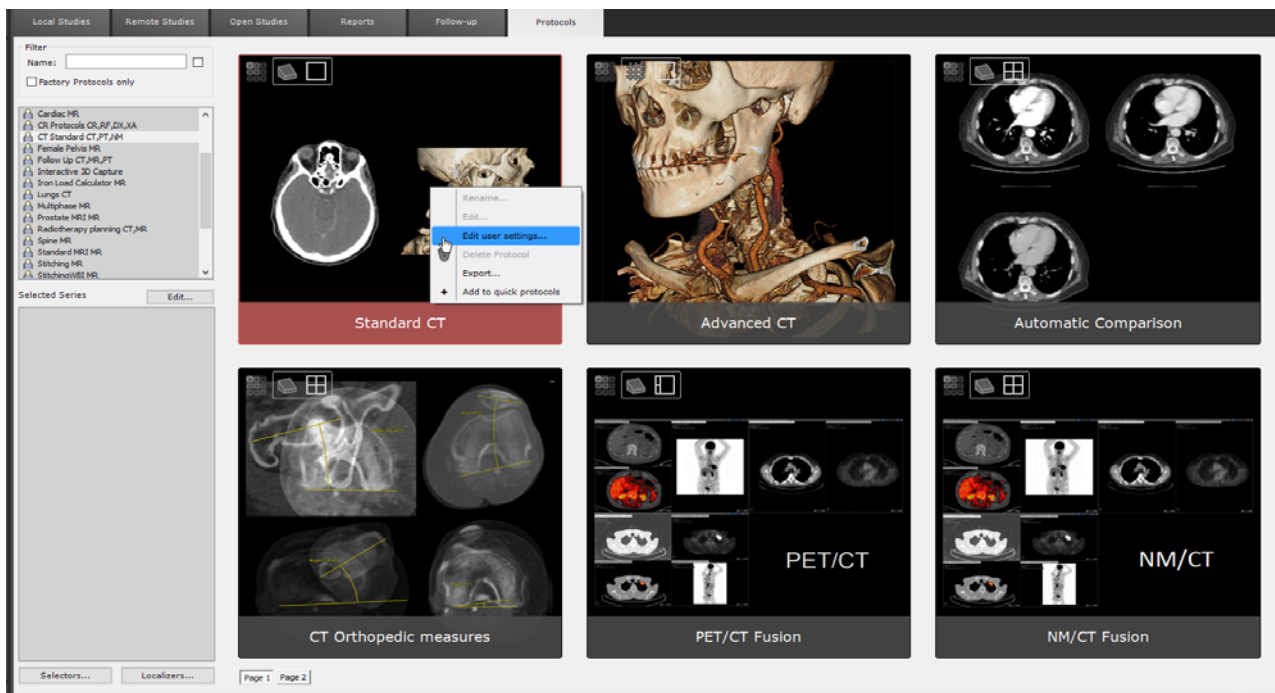 Local Studies
Remote Studies
Open Studies
Reports
Follow-up
Protocols
Filter
Name:
Factory Protocols only
Cardiac MR
CR Protocols CR,RF,DX,XA
CT Standard CT,PT,NM
Female Pelvis MR
Follow Up CT,MR,PT
Interactive 3D Capture
Iron Load Calculator MR
Lungs CT
Multiphase MR
Prostate MRI MR
Radiotherapy planning CT,MR
Spine MR
Standard MRI MR
Stitching MR
StitchingWBI MR
Selected Series
Edit...
Selectors...
Localizers...
Rename...
Edit...
Edit user settings...
Delete Protocol
Export...
+ Add to quick protocols
Standard CT
Advanced CT
Automatic Comparison
CT Orthopedic measures
PET/CT
PET/CT Fusion
NM/CT
NM/CT Fusion
Page 1
Page 2